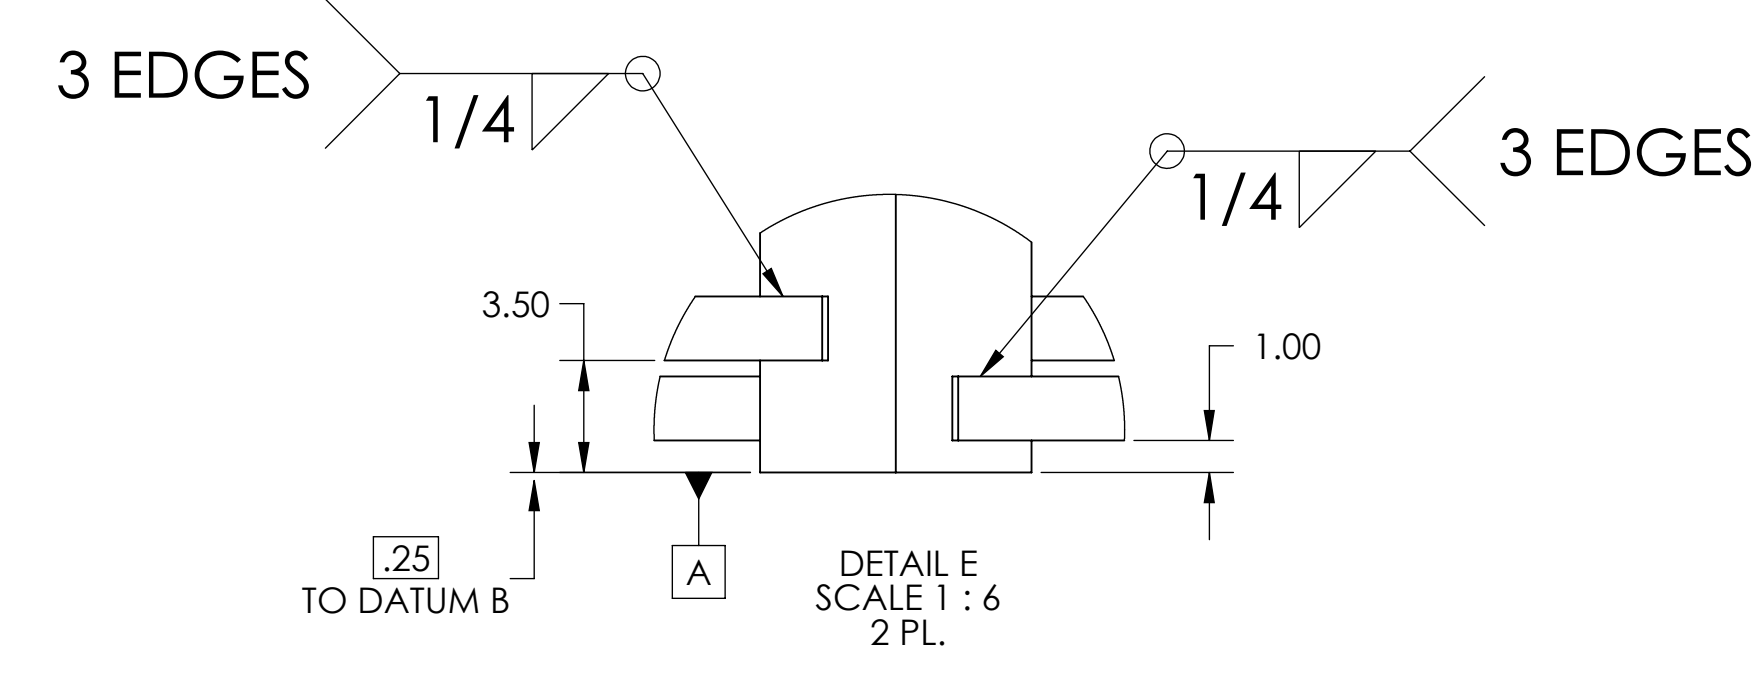 3 EDGES
1/4
3 EDGES
1/4
3.50
1.00
.25
TO DATUM B
A
DETAIL E
SCALE 1 : 6
2 PL.